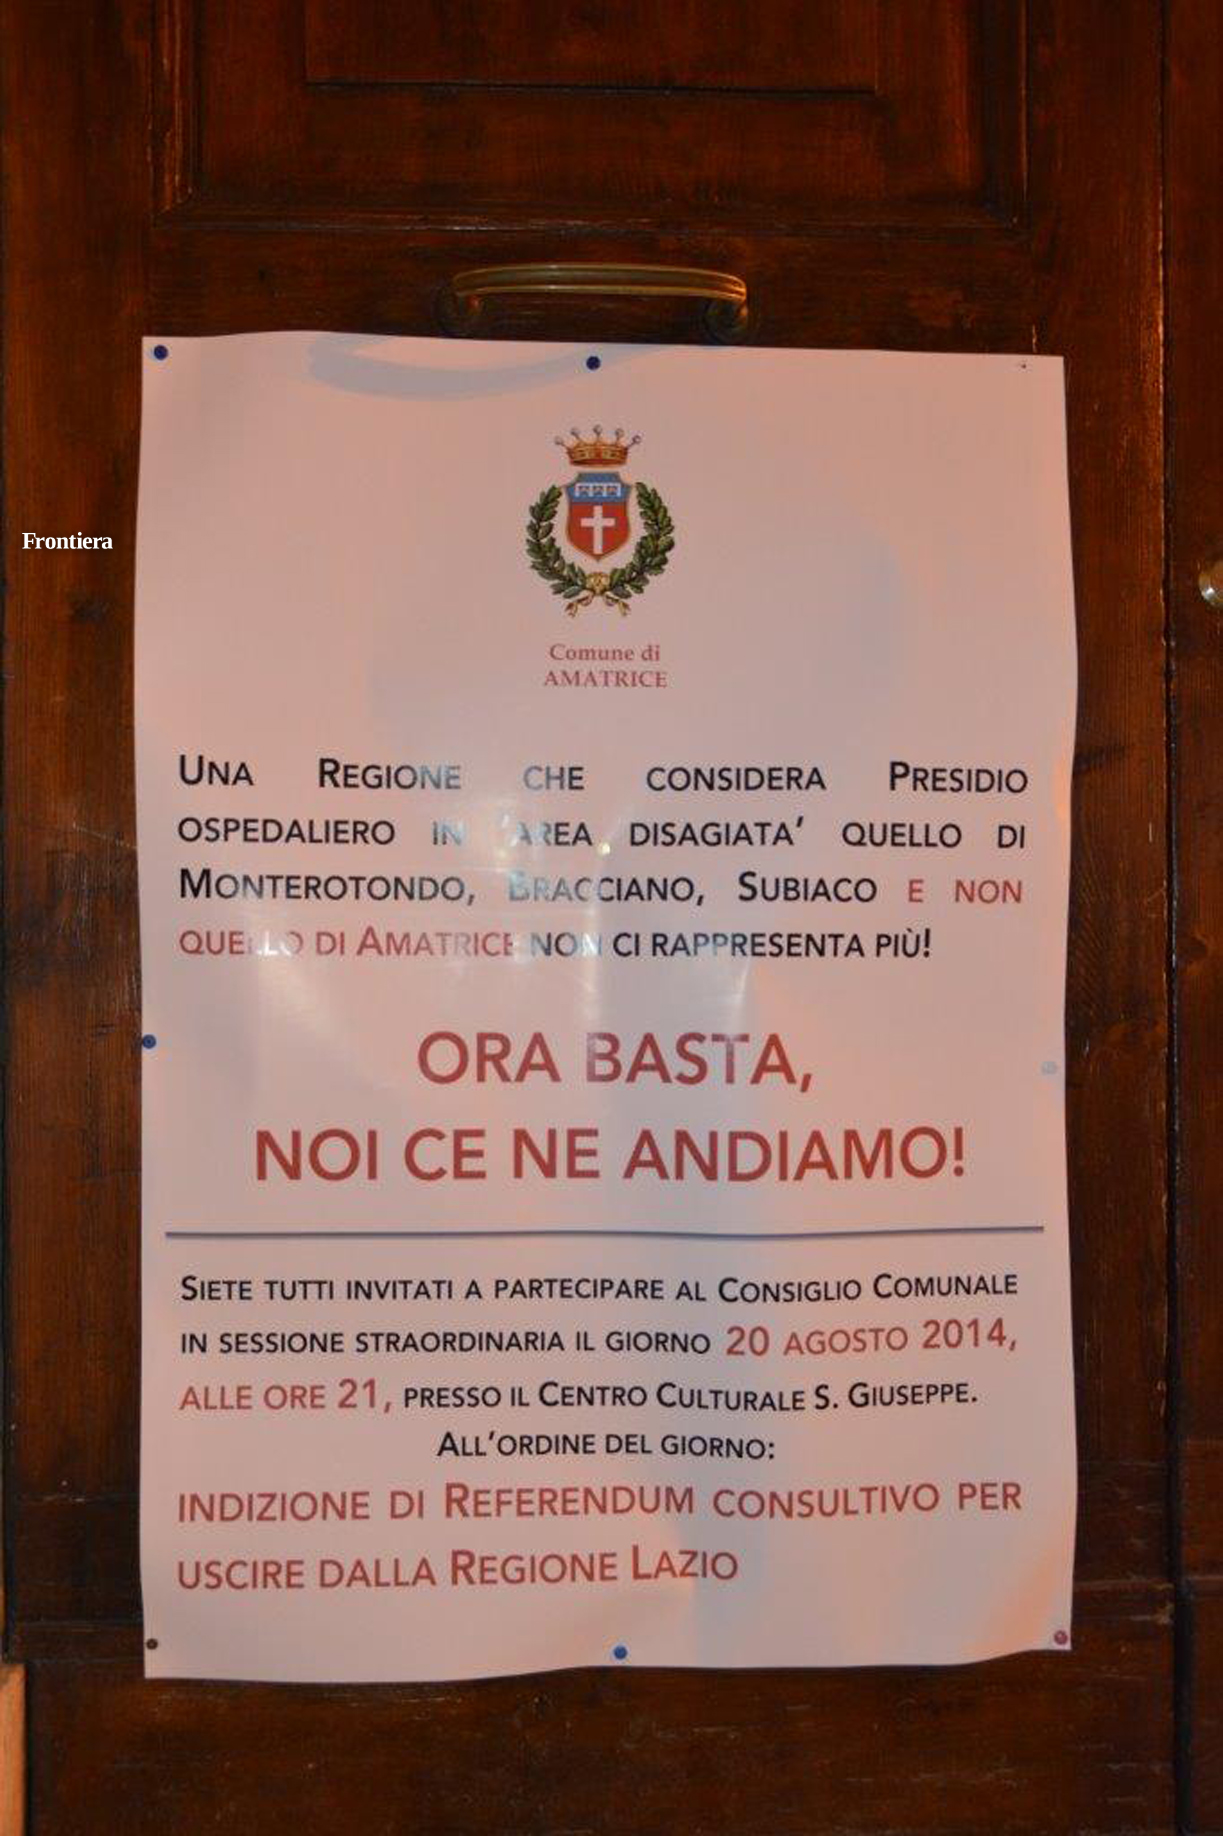 Frontiera
Comune di
AMATRICE
UNA REGIONE CHE CONSIDERA PRESIDIO
OSPEDALIERO IN ‘AREA DISAGIATA’ QUELLO DI
MONTEROTONDO, BRACCIANO, SUBIACO E NON
QUELLO DI AMATRICE NON CI RAPPRESENTA PIÙ!
ORA BASTA,
NOI CE NE ANDIAMO!
SIETE TUTTI INVITATI A PARTECIPARE AL CONSIGLIO COMUNALE
IN SESSIONE STRAORDINARIA IL GIORNO 20 AGOSTO 2014,
ALLE ORE 21, PRESSO IL CENTRO CULTURALE S. GIUSEPPE.
ALL’ORDINE DEL GIORNO:
INDIZIONE DI REFERENDUM CONSULTIVO PER
USCIRE DALLA REGIONE LAZIO